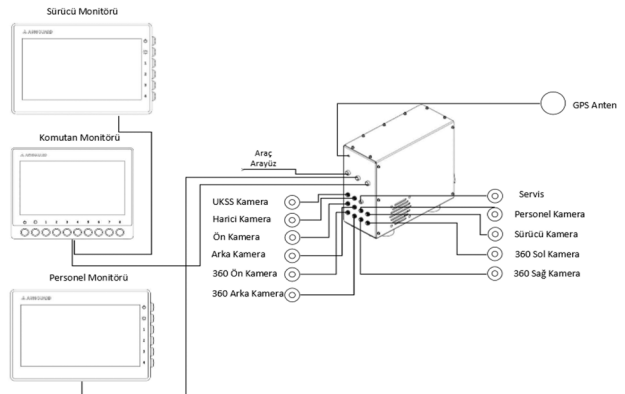 Sürücü Monitörü
Komutan Monitörü
Personel Monitörü
GPS Anten
Araç
Arayüz
UKSS Kamera
Harici Kamera
Ön Kamera
Arka Kamera
360 Ön Kamera
360 Arka Kamera
Servis
Personel Kamera
Sürücü Kamera
360 Sol Kamera
360 Sağ Kamera